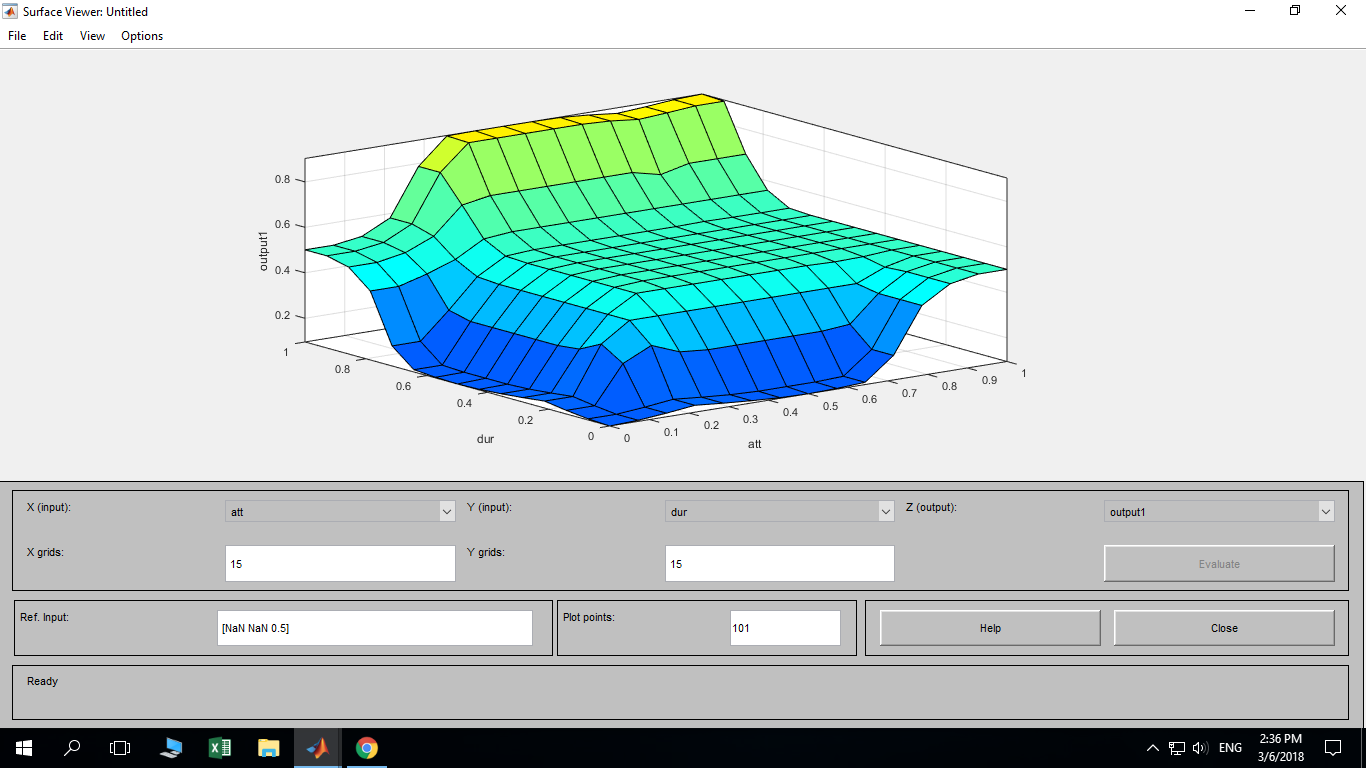 Surface Viewer: Untitled
File Edit View Options
0.8
0.6
0.4
0.2
output1
1
0.8
0.6
0.4
0.2
0
dur
0
0.1
0.2
0.3
0.4
0.5
0.6
0.7
0.8
0.9
1
att
X (input): att Y (input): dur Z (output): output1
X grids: 15 Y grids: 15 Evaluate
Ref. Input: [NaN NaN 0.5] Plot points: 101 Help Close
Ready
ENG
2:36 PM
3/6/2018